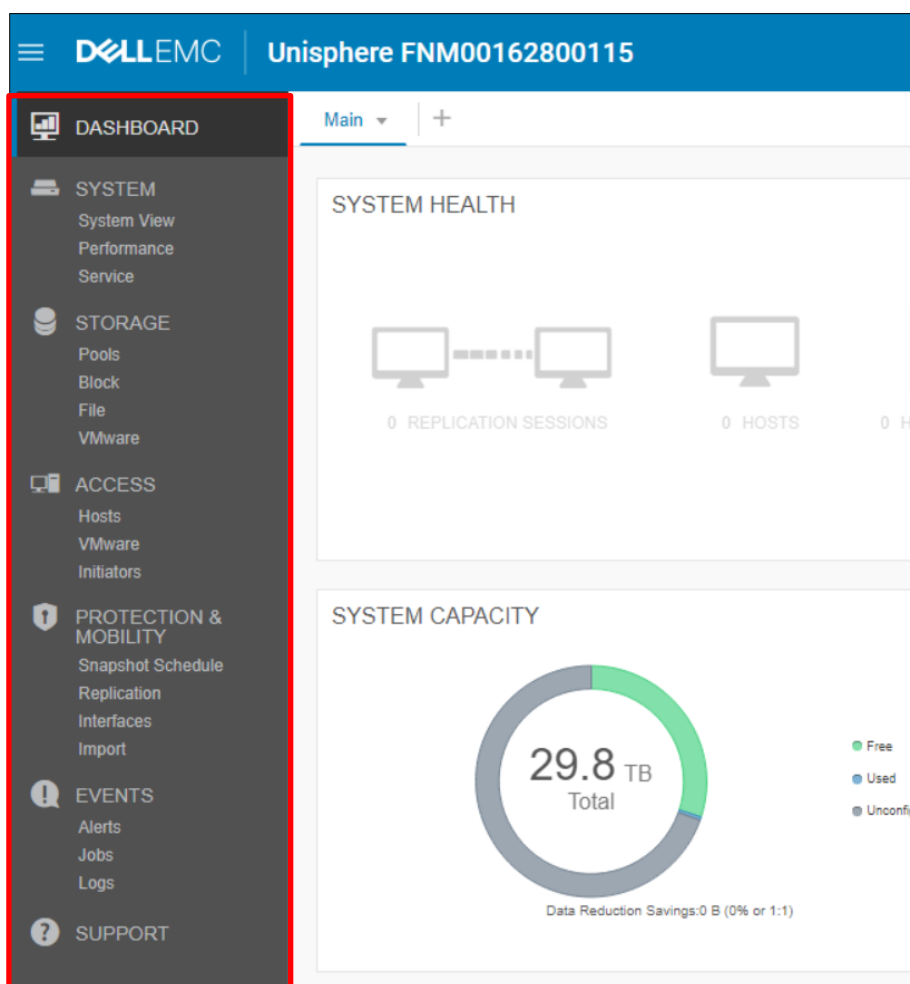 DELLEMC Unisphere FNM00162800115
DASHBOARD
SYSTEM
System View
Performance
Service
STORAGE
Pools
Block
File
VMware
ACCESS
Hosts
VMware
Initiators
PROTECTION &
MOBILITY
Snapshot Schedule
Replication
Interfaces
Import
EVENTS
Alerts
Jobs
Logs
SUPPORT
Main
SYSTEM HEALTH
0 REPLICATION SESSIONS
0 HOSTS
0 H
SYSTEM CAPACITY
29.8 TB
Total
Free
Used
Unconfi
Data Reduction Savings:0 B (0% or 1:1)